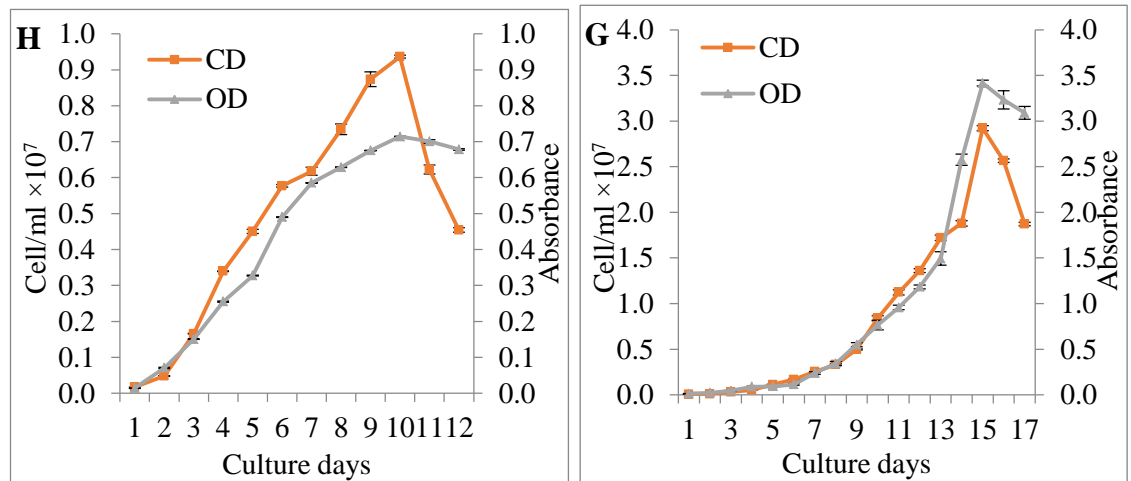 H
CD
OD
1.0
0.9
0.8
0.7
0.6
0.5
0.4
0.3
0.2
0.1
0.0
Cell/ml ×10⁷
1.0
0.9
0.8
0.7
0.6
0.5
0.4
0.3
0.2
0.1
0.0
Absorbance
1 2 3 4 5 6 7 8 9 10 11 12
Culture days
G
CD
OD
4.0
3.5
3.0
2.5
2.0
1.5
1.0
0.5
0.0
Cell/ml ×10⁷
4.0
3.5
3.0
2.5
2.0
1.5
1.0
0.5
0.0
Absorbance
1 3 5 7 9 11 13 15 17
Culture days